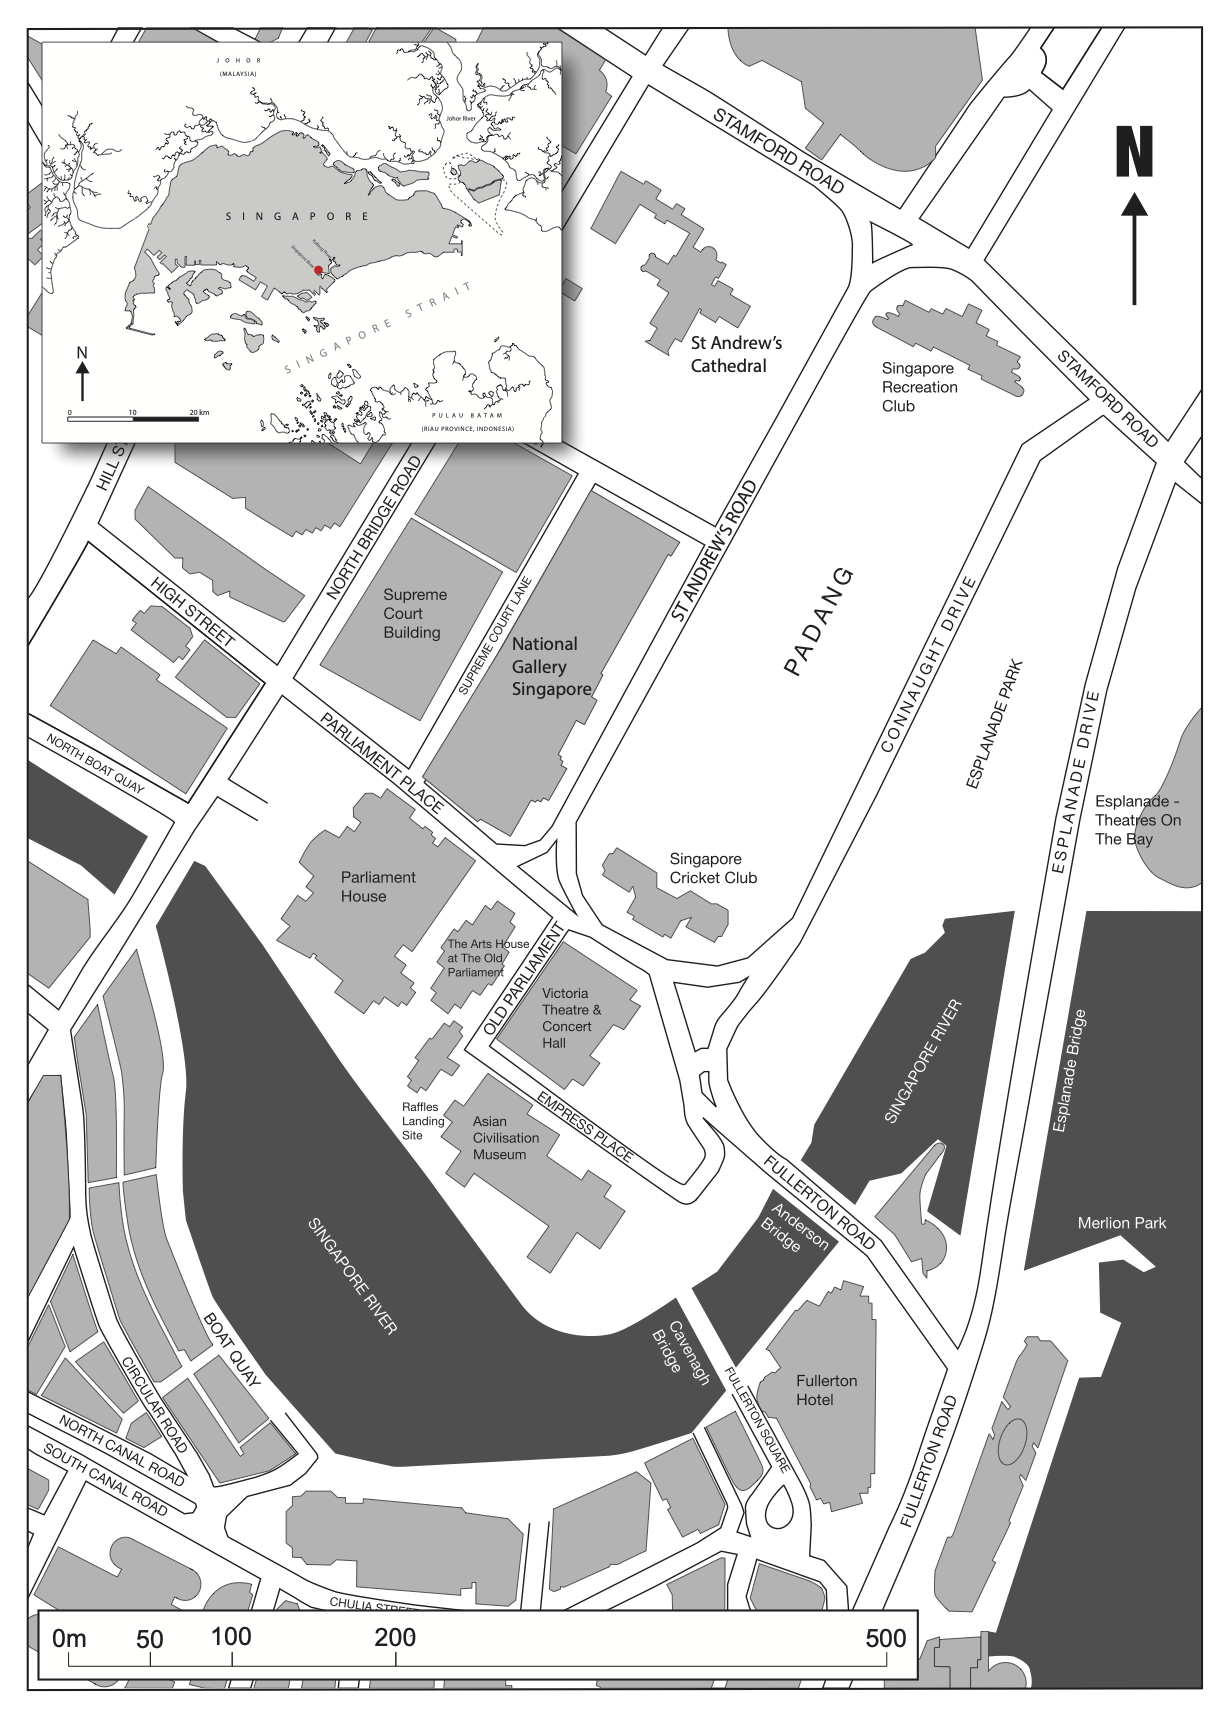 JOHOR
(MALAYSIA)
Johor River
SINGAPORE
SINGAPORE STRAIT
N
0 10 20 km
PULAU BATAM
(RIAU PROVINCE, INDONESIA)
N
STAMFORD ROAD
St Andrew's
Cathedral
Singapore
Recreation
Club
STAMFORD ROAD
HILL S
NORTH BRIDGE ROAD
ST ANDREW'S ROAD
HIGH STREET
Supreme
Court
Building
SUPREME COURT LANE
National
Gallery
Singapore
PADANG
CONNAUGHT DRIVE
ESPLANADE PARK
ESPLANADE DRIVE
NORTH BOAT QUAY
PARLIAMENT PLACE
Esplanade -
Theatres On
The Bay
Parliament
House
Singapore
Cricket Club
The Arts House
at The Old
Parliament
OLD PARLIAMENT
Victoria
Theatre &
Concert
Hall
SINGAPORE RIVER
Esplanade Bridge
Raffles
Landing
Site
Asian
Civilisation
Museum
EMPRESS PLACE
FULLERTON ROAD
Anderson
Bridge
Merlion Park
SINGAPORE RIVER
BOAT QUAY
Cavenagh
Bridge
CIRCULAR ROAD
FULLERTON SQUARE
Fullerton
Hotel
NORTH CANAL ROAD
SOUTH CANAL ROAD
FULLERTON ROAD
CHULIA STREET
0m 50 100 200 500